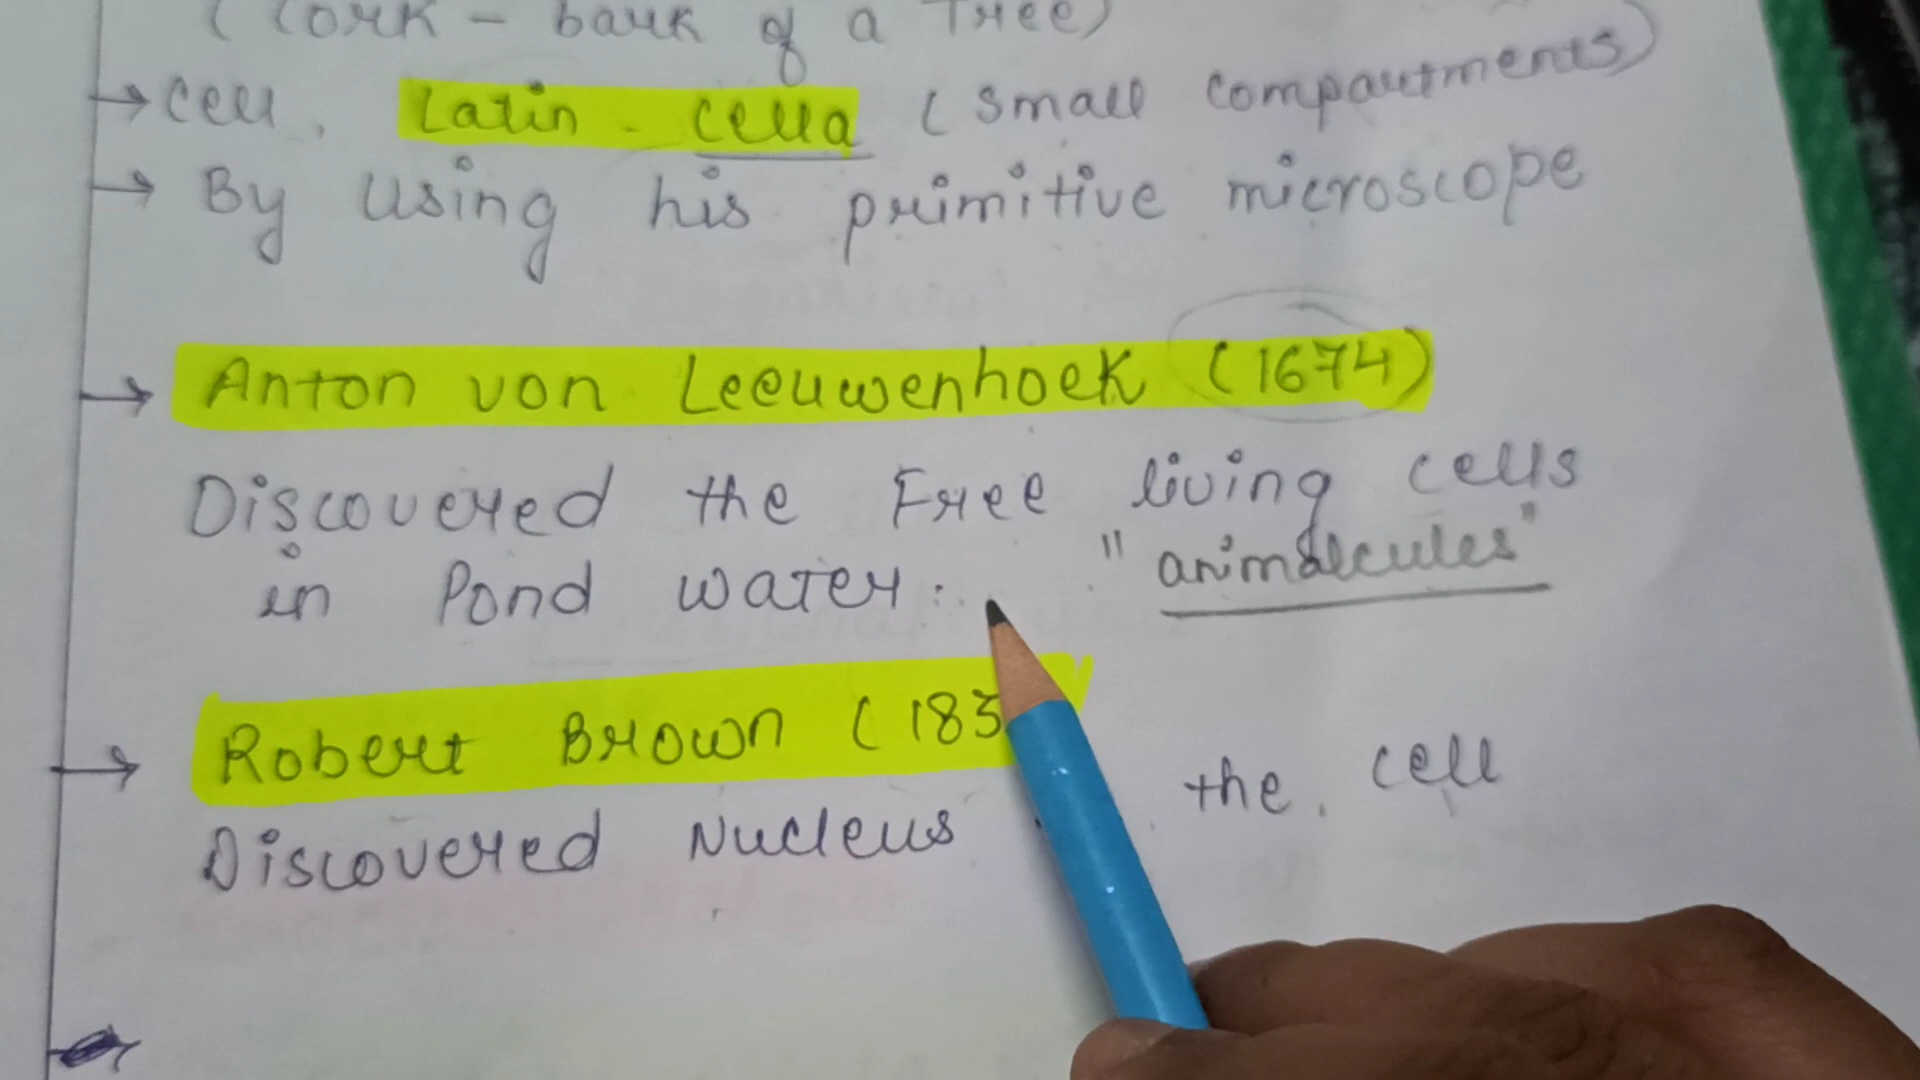 (Cork - bark of a Tree)
→ cell, Latin - cella (small compartments)
→ By using his primitive microscope
→ Anton von Leeuwenhoek (1674)
Discovered the Free living cells
in Pond water. "animalcules"
→ Robert Brown (183
Discovered Nucleus the cell